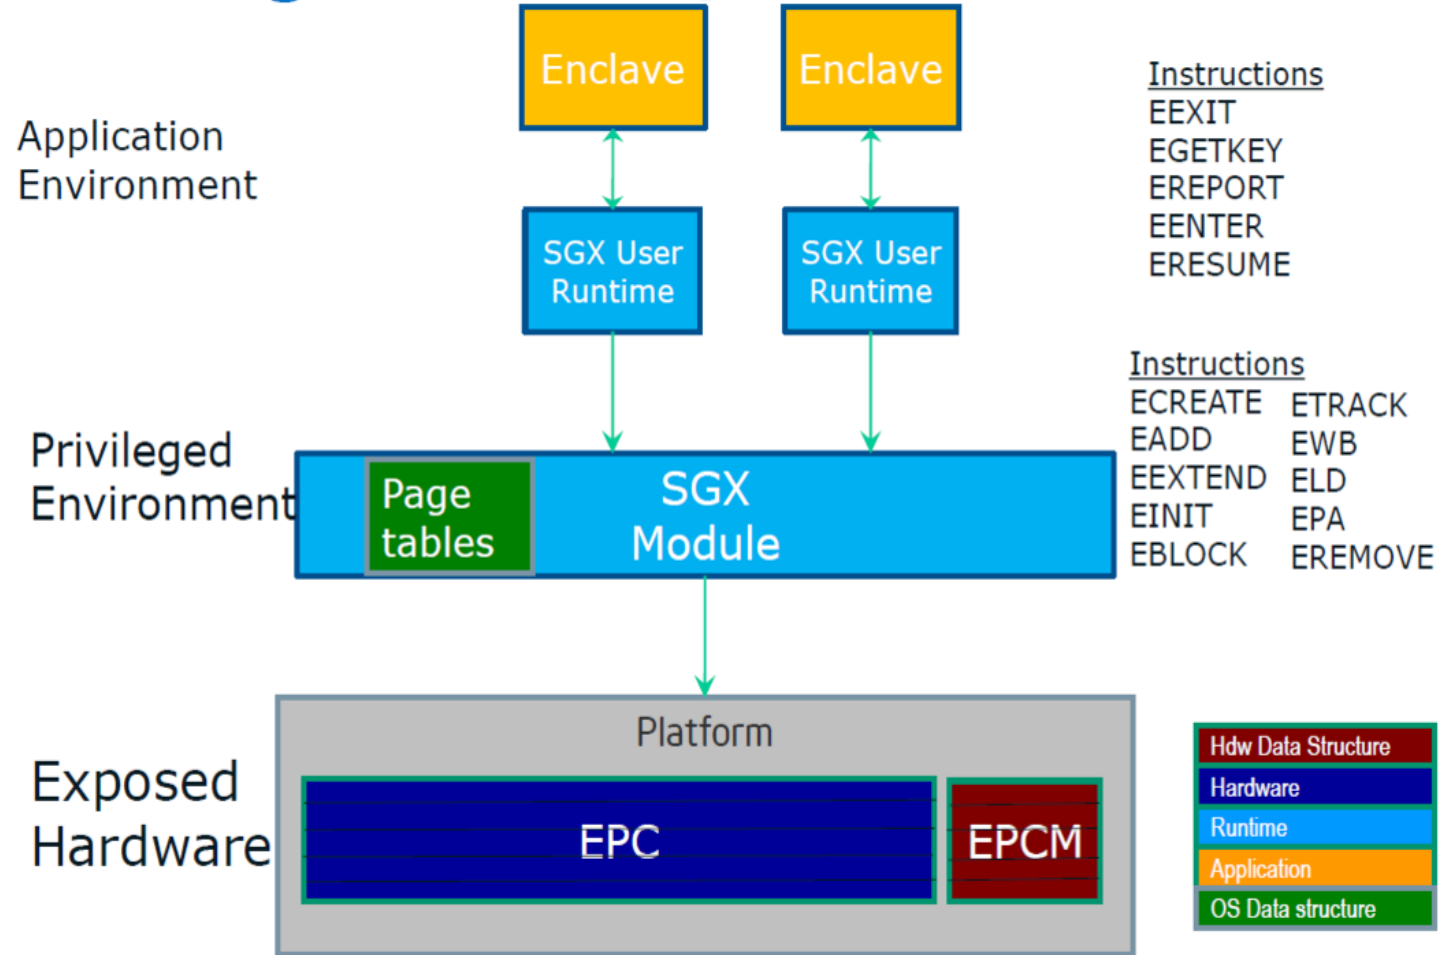 Enclave
Enclave
Application
Environment
SGX User
Runtime
SGX User
Runtime
Instructions
EEXIT
EGETKEY
EREPORT
EENTER
ERESUME
Privileged
Environment
Page
tables
SGX
Module
Instructions
ECREATE
EADD
EEXTEND
EINIT
EBLOCK
ETRACK
EWB
ELD
EPA
EREMOVE
Exposed
Hardware
Platform
EPC
EPCM
Hdw Data Structure
Hardware
Runtime
Application
OS Data structure